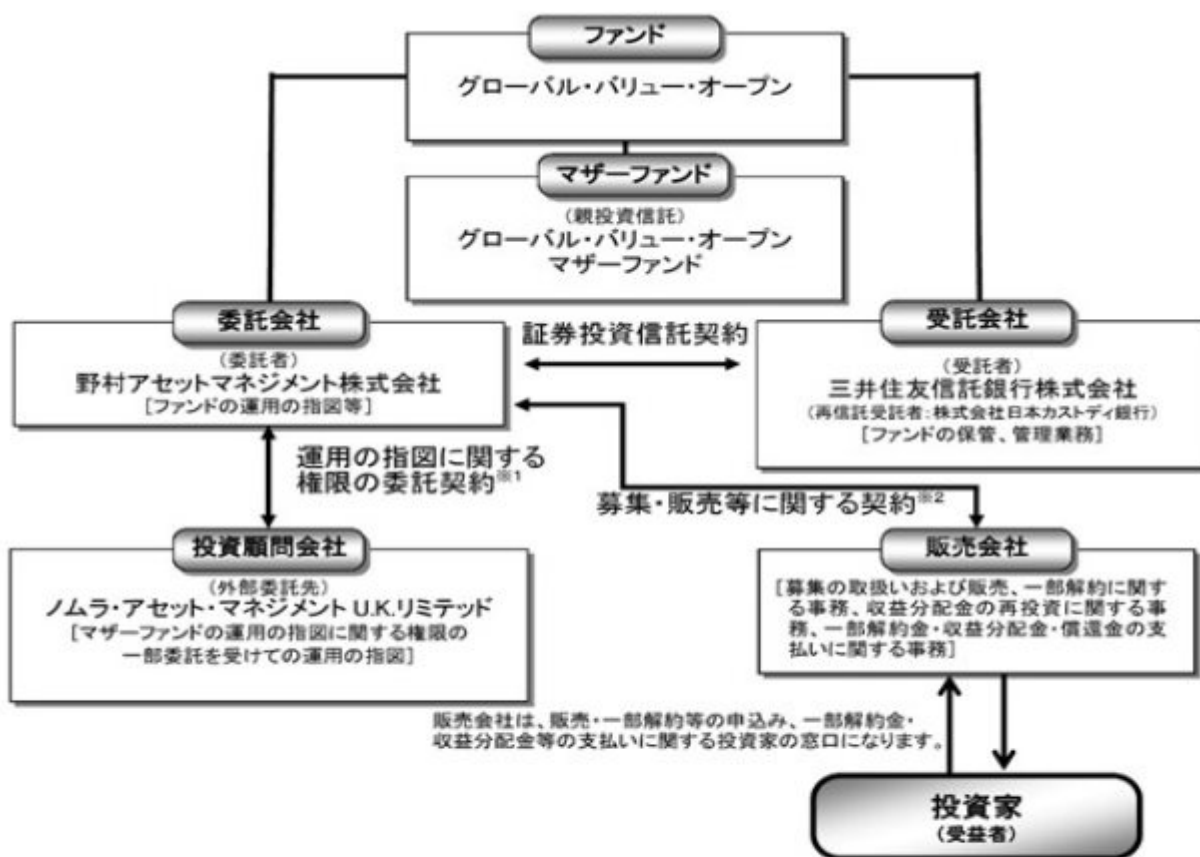 ファンド
グローバル・バリュー・オープン
マザーファンド
(親投資信託)
グローバル・バリュー・オープン
マザーファンド
委託会社
(委託者)
野村アセットマネジメント株式会社
[ファンドの運用の指図等]
証券投資信託契約
受託会社
(受託者)
三井住友信託銀行株式会社
(再信託受託者:株式会社日本カストディ銀行)
[ファンドの保管、管理業務]
運用の指図に関する
権限の委託契約※1
募集・販売等に関する契約※2
投資顧問会社
(外部委託先)
ノムラ・アセット・マネジメント U.K.リミテッド
[マザーファンドの運用の指図に関する権限の
一部委託を受けての運用の指図]
販売会社
[募集の取扱いおよび販売、一部解約に関す
る事務、収益分配金の再投資に関する事
務、一部解約金・収益分配金・償還金の支
払いに関する事務]
販売会社は、販売・一部解約等の申込み、一部解約金・
収益分配金等の支払いに関する投資家の窓口になります。
投資家
(受益者)